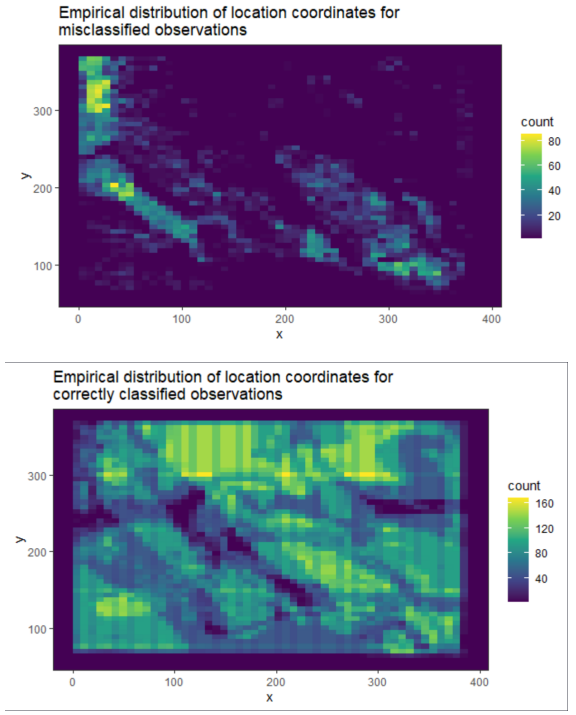 Empirical distribution of location coordinates for
misclassified observations
300
200
100
y
0
100
200
300
400
x
count
80
60
40
20
Empirical distribution of location coordinates for
correctly classified observations
300
200
100
y
0
100
200
300
400
x
count
160
120
80
40